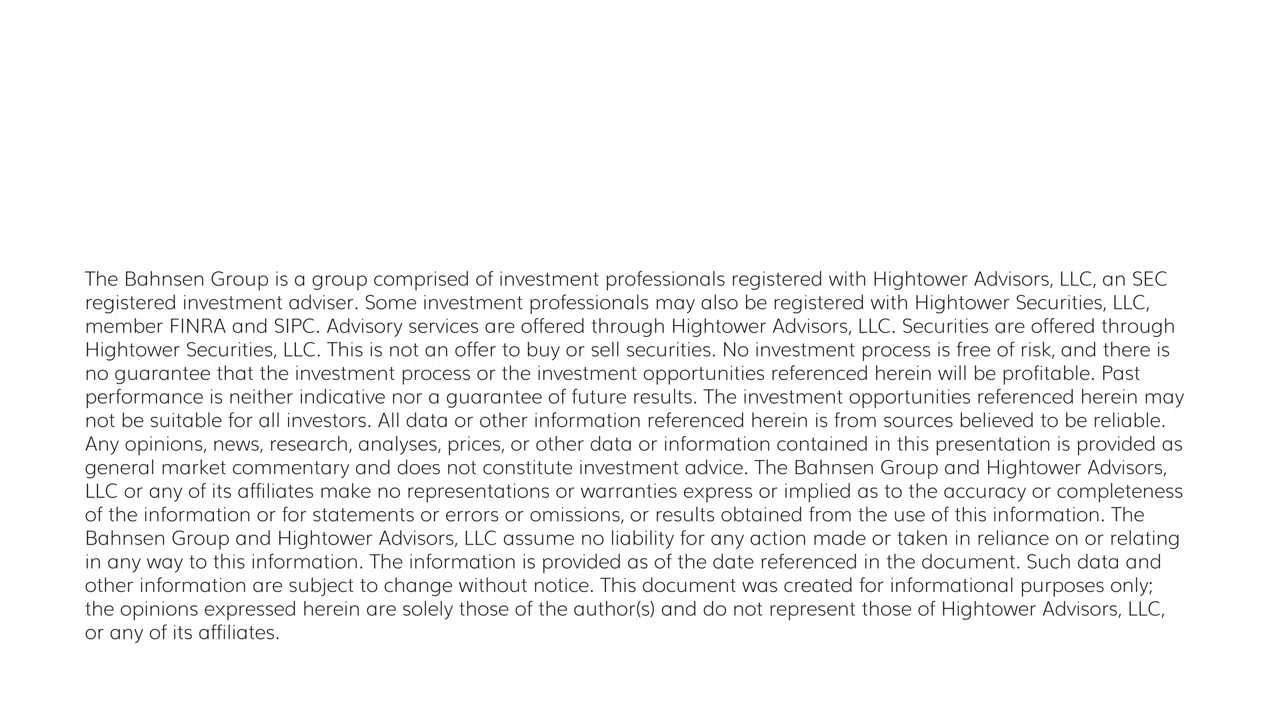 The Bahnsen Group is a group comprised of investment professionals registered with Hightower Advisors, LLC, an SEC
registered investment adviser. Some investment professionals may also be registered with Hightower Securities, LLC,
member FINRA and SIPC. Advisory services are offered through Hightower Advisors, LLC. Securities are offered through
Hightower Securities, LLC. This is not an offer to buy or sell securities. No investment process is free of risk, and there is
no guarantee that the investment process or the investment opportunities referenced herein will be profitable. Past
performance is neither indicative nor a guarantee of future results. The investment opportunities referenced herein may
not be suitable for all investors. All data or other information referenced herein is from sources believed to be reliable.
Any opinions, news, research, analyses, prices, or other data or information contained in this presentation is provided as
general market commentary and does not constitute investment advice. The Bahnsen Group and Hightower Advisors,
LLC or any of its affiliates make no representations or warranties express or implied as to the accuracy or completeness
of the information or for statements or errors or omissions, or results obtained from the use of this information. The
Bahnsen Group and Hightower Advisors, LLC assume no liability for any action made or taken in reliance on or relating
in any way to this information. The information is provided as of the date referenced in the document. Such data and
other information are subject to change without notice. This document was created for informational purposes only;
the opinions expressed herein are solely those of the author(s) and do not represent those of Hightower Advisors, LLC,
or any of its affiliates.